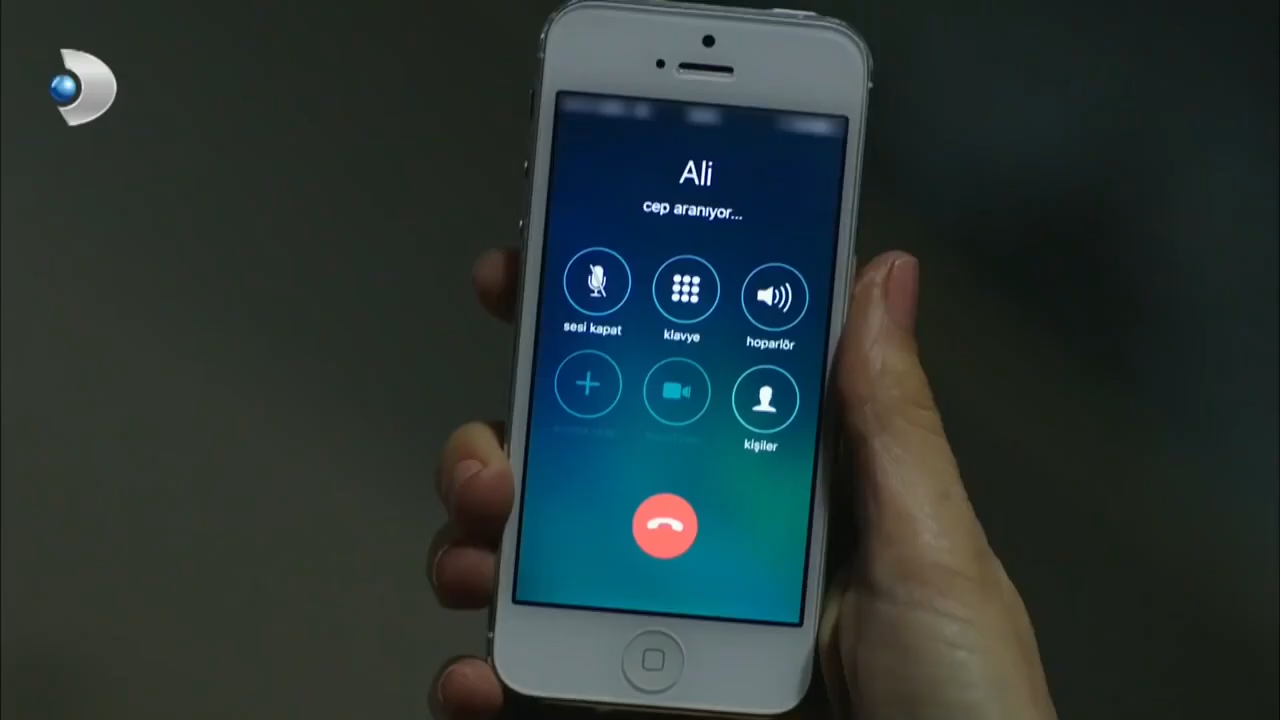 Ali
cep aranıyor...
sesi kapat
klavye
hoparlör
kişiler